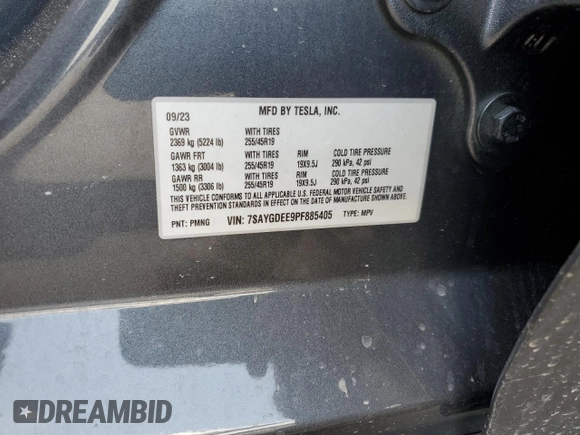 09/23 MFD BY TESLA, INC.
GVWR WITH TIRES
2369 kg (5224 lb) 255/45R19
GAWR FRT WITH TIRES RIM COLD TIRE PRESSURE
1363 kg (3004 lb) 255/45R19 19X9.5J 290 kPa, 42 psi
GAWR RR WITH TIRES RIM COLD TIRE PRESSURE
1500 kg (3306 lb) 255/45R19 19X9.5J 290 kPa, 42 psi
THIS VEHICLE CONFORMS TO ALL APPLICABLE U.S. FEDERAL MOTOR VEHICLE SAFETY AND
THEFT PREVENTION STANDARDS IN EFFECT ON THE DATE OF MANUFACTURE SHOWN ABOVE.
PNT: PMNG VIN: 7SAYGDEE9PF885405 TYPE: MPV
DREAMBID